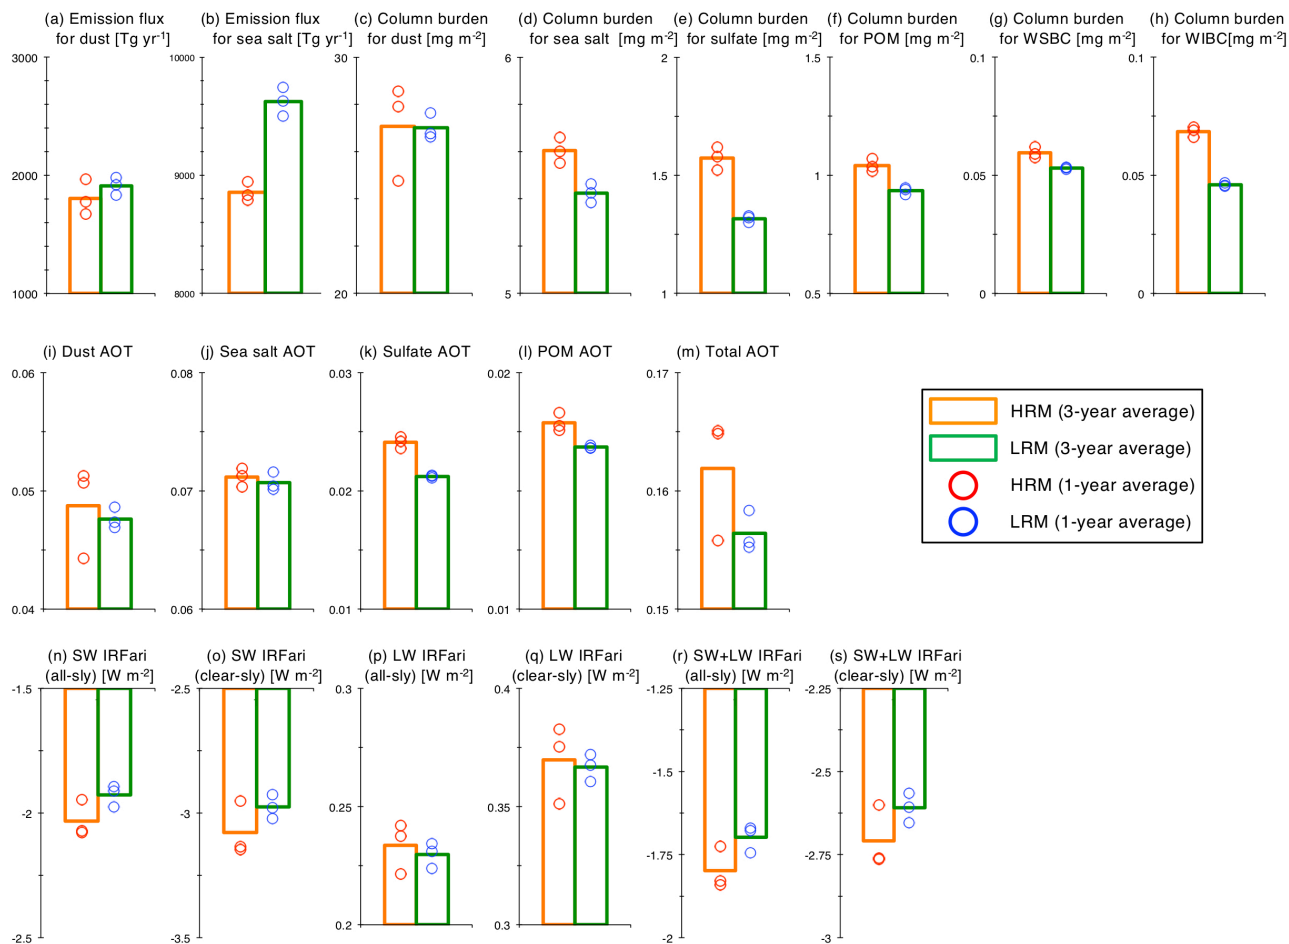 (a) Emission flux
for dust [Tg yr-1]
(b) Emission flux
for sea salt [Tg yr-1]
(c) Column burden
for dust [mg m-2]
(d) Column burden
for sea salt [mg m-2]
(e) Column burden
for sulfate [mg m-2]
(f) Column burden
for POM [mg m-2]
(g) Column burden
for WSBC [mg m-2]
(h) Column burden
for WIBC[mg m-2]
3000
2000
1000
10000
9000
8000
30
20
6
6
5
2
1.5
1
1.5
1
0.5
0.1
0.05
0
0.1
0.05
0
(i) Dust AOT
(j) Sea salt AOT
(k) Sulfate AOT
(l) POM AOT
(m) Total AOT
0.06
0.05
0.04
0.08
0.07
0.06
0.03
0.02
0.01
0.02
0.01
0.17
0.16
0.15
HRM (3-year average)
LRM (3-year average)
HRM (1-year average)
LRM (1-year average)
(n) SW IRFari
(all-sly) [W m-2]
(o) SW IRFari
(clear-sly) [W m-2]
(p) LW IRFari
(all-sly) [W m-2]
(q) LW IRFari
(clear-sly) [W m-2]
(r) SW+LW IRFari
(all-sly) [W m-2]
(s) SW+LW IRFari
(clear-sly) [W m-2]
-1.5
-2
-2.5
-2.5
-3
-3.5
0.3
0.25
0.2
0.4
0.35
0.3
-1.25
-1.5
-1.75
-2
-2.25
-2.5
-2.75
-3